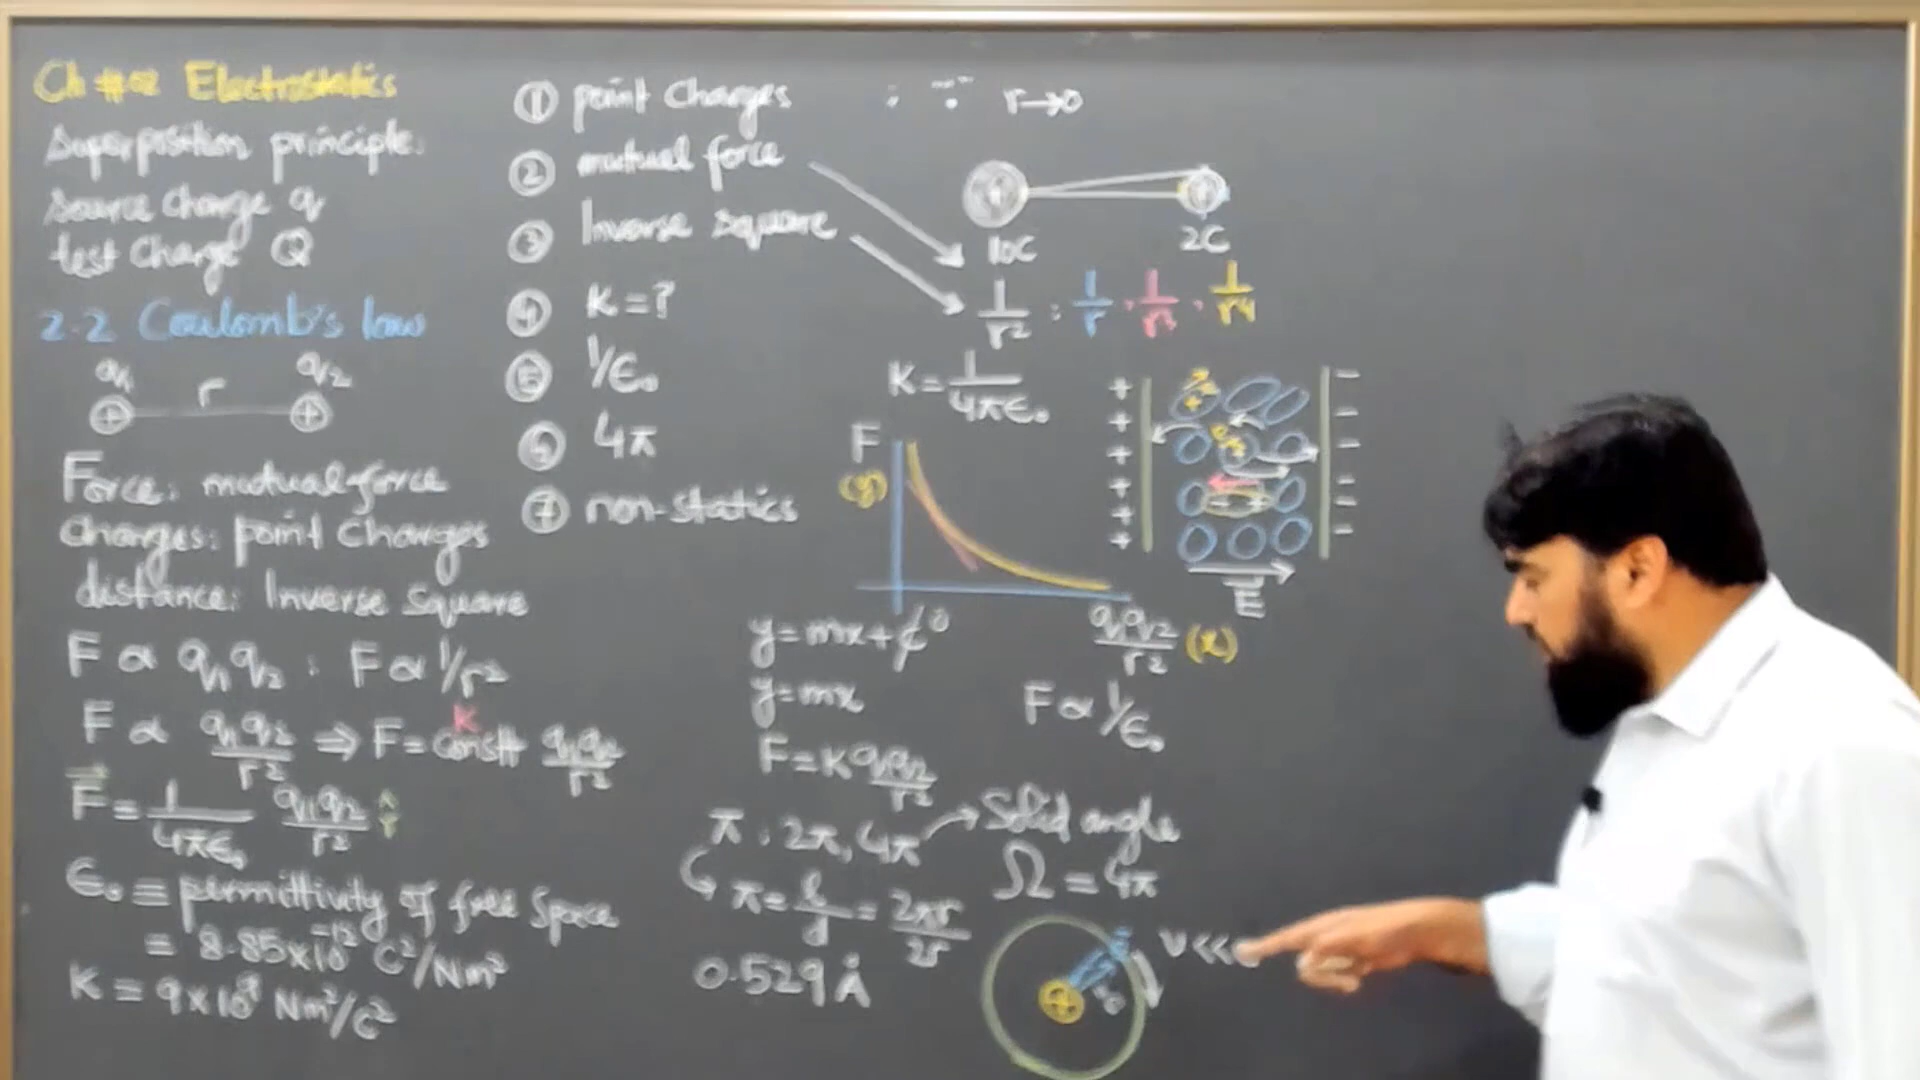 Ch # 02 Electrostatics
Superposition principle:
Source charge q
test charge Q
2.2 Coulomb's law
q1 r q2
+ +
Force: mutual force
Charges: point charges
distance: Inverse square
F ∝ q1q2 : F ∝ 1/r²
F ∝ q1q2/r² ⇒ F = const q1q2/r²
K
F = 1/4πϵ₀ q1q2/r² r̂
ϵ₀ = permittivity of free space
= 8.85×10⁻¹² C²/Nm²
K = 9×10⁹ Nm²/C²
① point charges
② mutual force
③ Inverse square
④ K = ?
⑤ 1/ϵ₀
4π
⑦ non-statics
∵ r→0
+ +
10C 2C
1/r² : 1/r , 1/r³ , 1/r⁴
K = 1/4πϵ₀
F
(y)
q1q2/r² (x)
+ + + + + +
- - - - - -
E
y = mx + c 0
y = mx
F = K q1q2/r²
F ∝ 1/ϵ₀
π , 2π, 4π → Solid angle
Ω = 4π
π = /d = 2πr/2r
0.529 Å
+
v <<